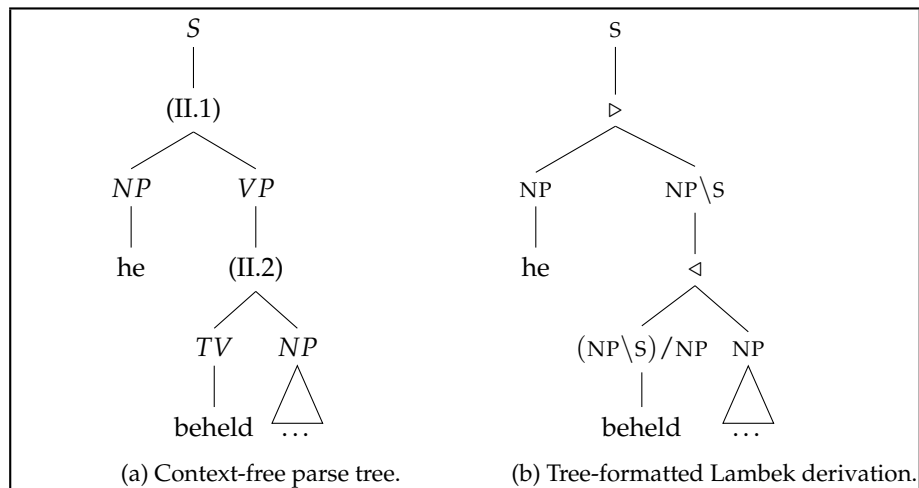 S S
(II.1) ▷
NP VP NP NP\S
he (II.2) he ◁
TV NP (NP\S)/NP NP
beheld ... beheld ...
(a) Context-free parse tree. (b) Tree-formatted Lambek derivation.